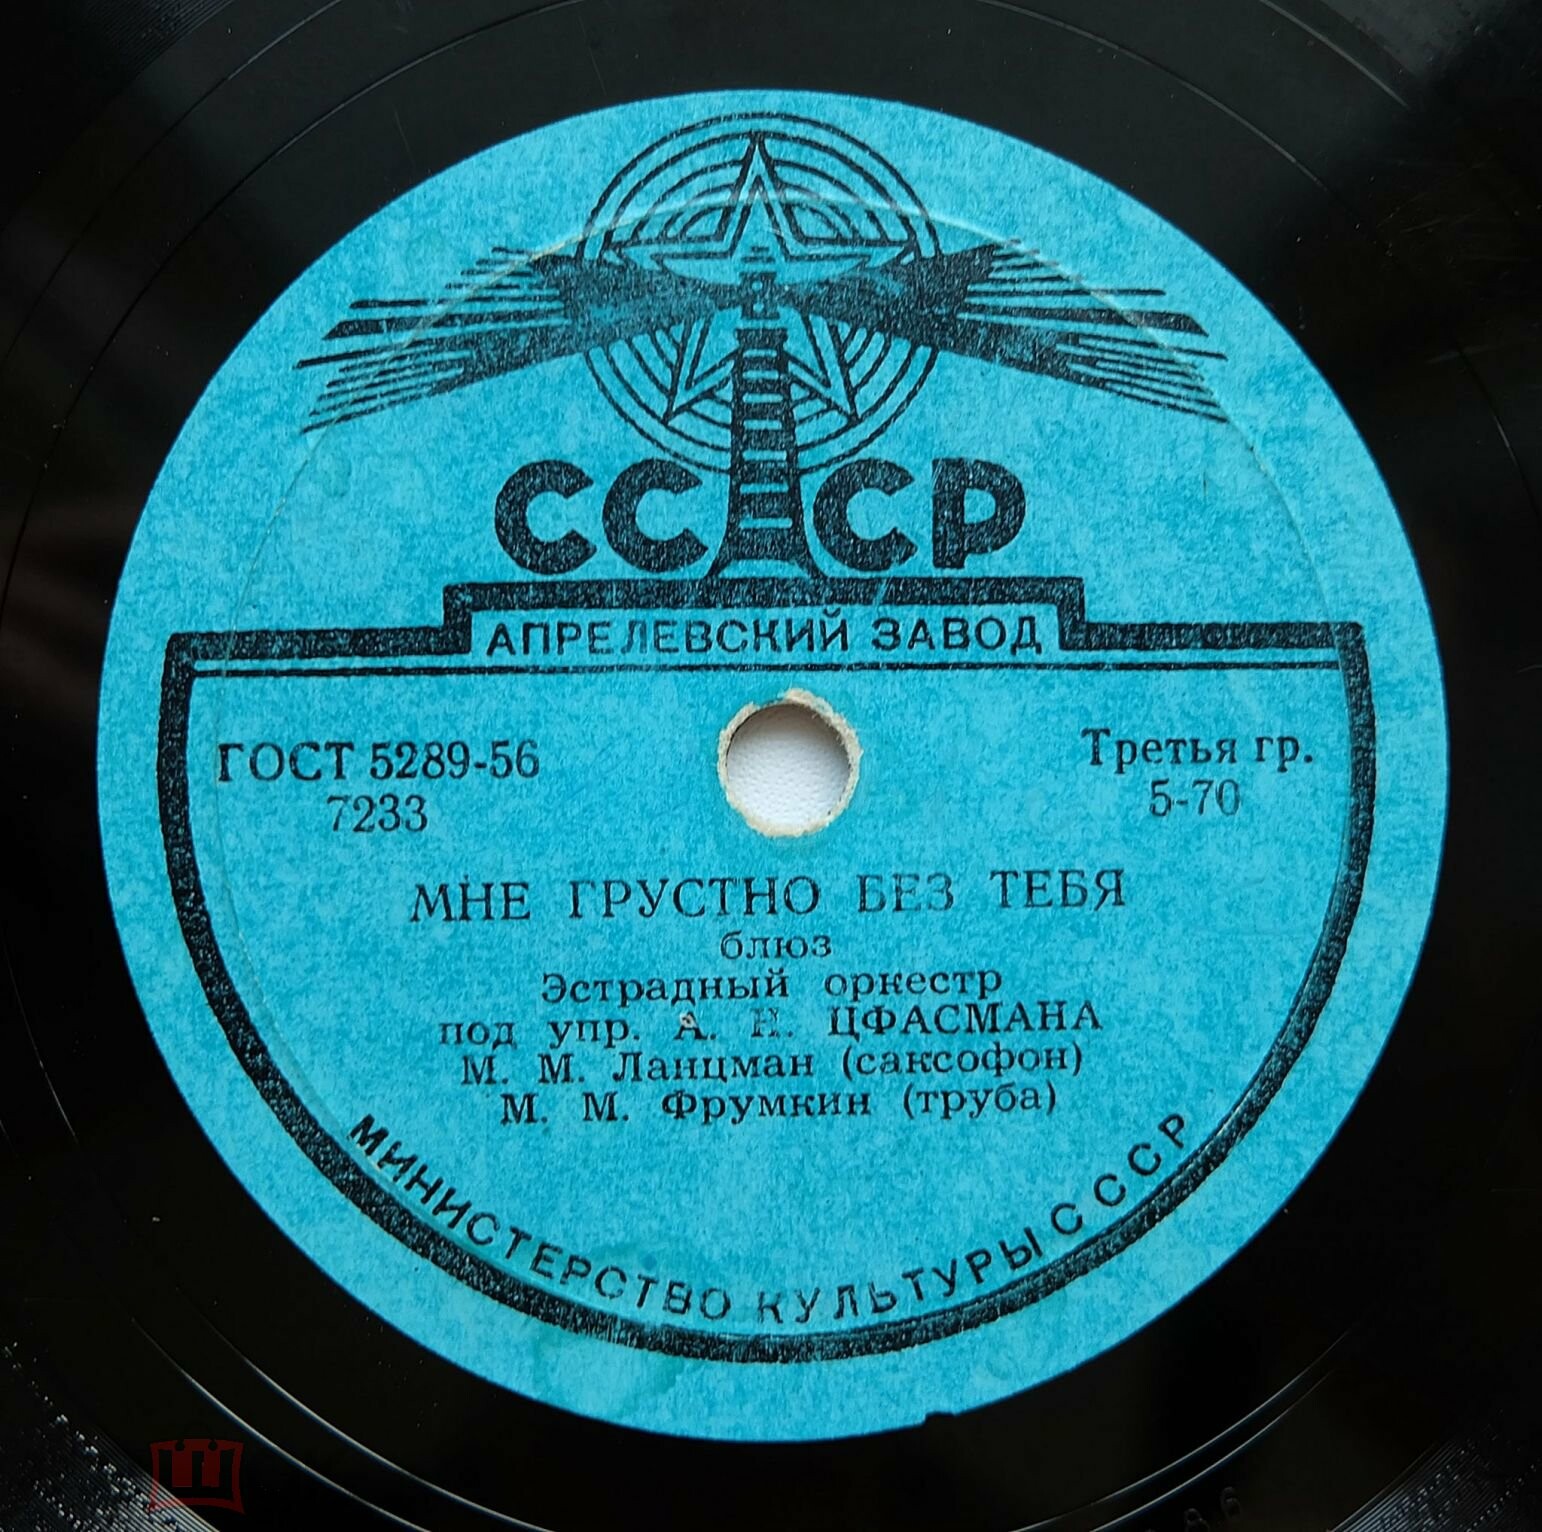 СССР
АПРЕЛЕВСКИЙ ЗАВОД
ГОСТ 5289-56
7233
Третья гр.
5-70
МНЕ ГРУСТНО БЕЗ ТЕБЯ
блюз
Эстрадный оркестр
под упр. А. Н. ЦФАСМАНА
М. М. Ланцман (саксофон)
М. М. Фрумкин (труба)
МИНИСТЕРСТВО КУЛЬТУРЫ СССР